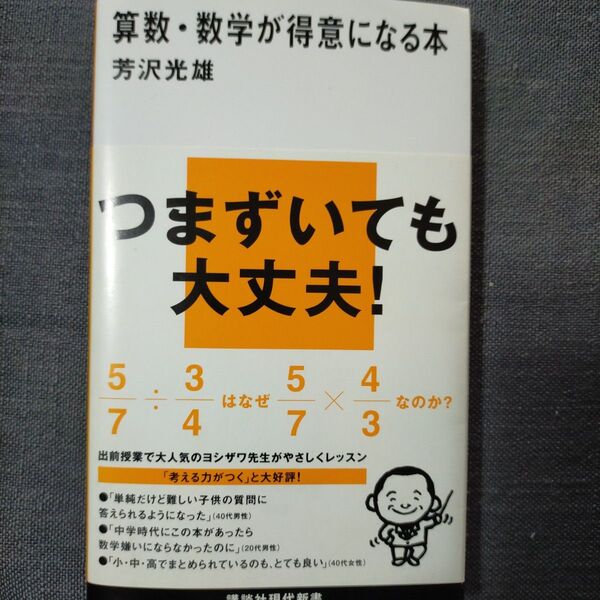 算数・数学が得意になる本
芳沢光雄
つまずいても
大丈夫!
5/7÷3/4はなぜ5/7×4/3なのか?
出前授業で大人気のヨシザワ先生がやさしくレッスン
「考える力がつく」と大好評!
●「単純だけど難しい子供の質問に
答えられるようになった」(40代男性)
●「中学時代にこの本があったら
数学嫌いにならなかったのに」(20代男性)
●「小・中・高でまとめられているのも、とても良い」(40代女性)
講談社現代新書